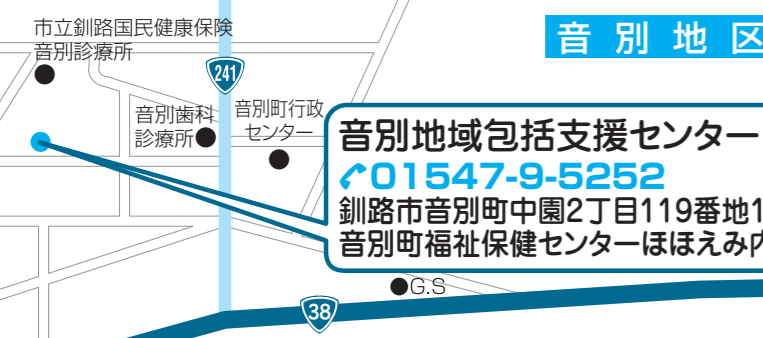 市立釧路国民健康保険
音別診療所
音別地区
241
音別歯科
診療所
音別町行政
センター
音別地域包括支援センター
01547-9-5252
釧路市音別町中園2丁目119番地1
音別町福祉保健センターほほえみ内
G.S
38